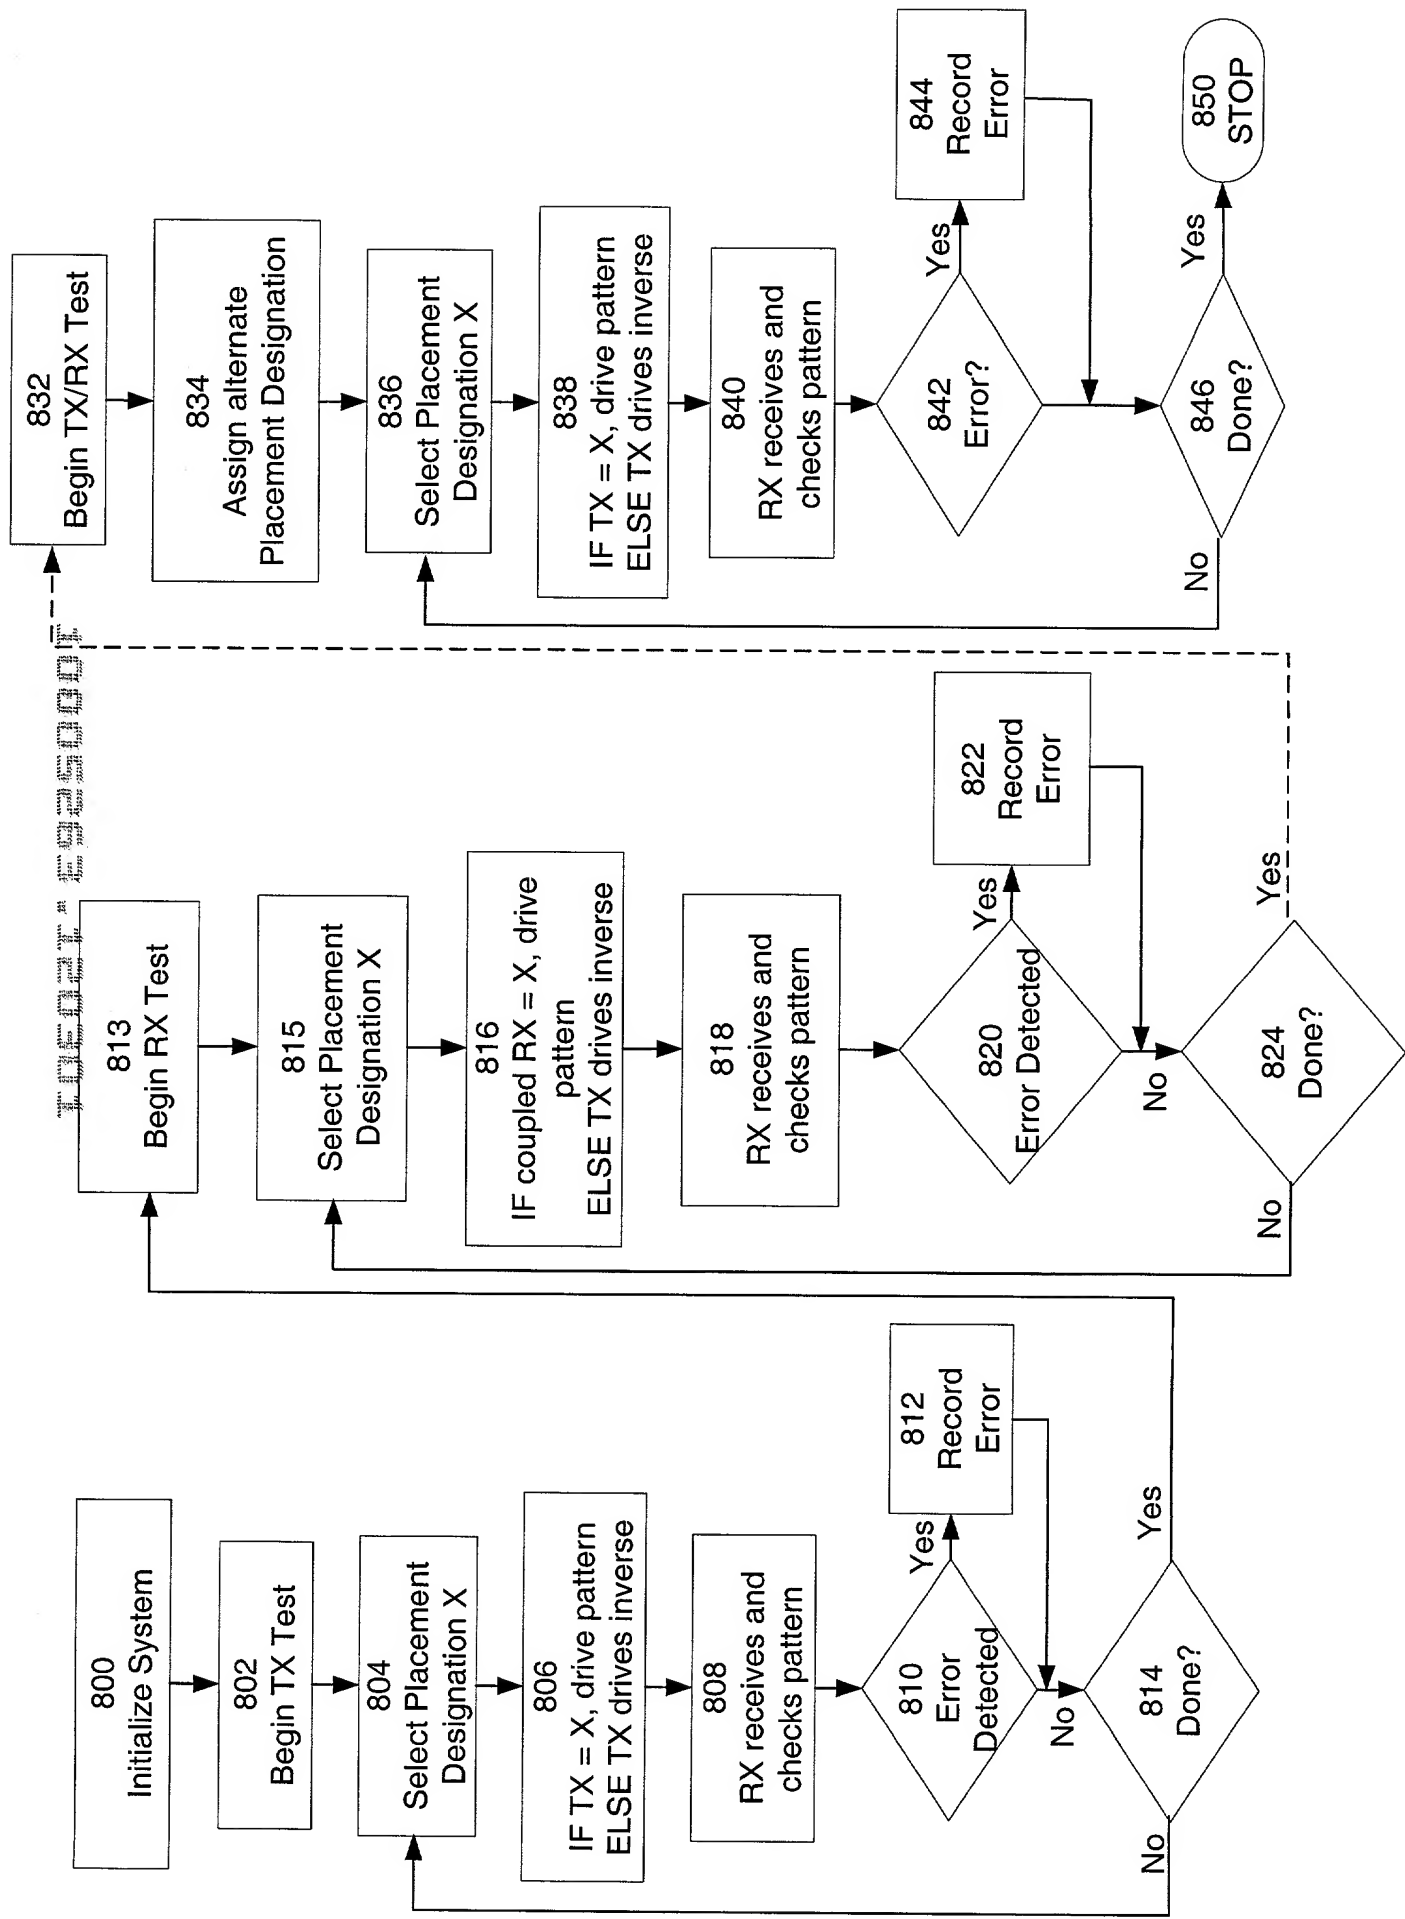 800
Initialize System
802
Begin TX Test
804
Select Placement
Designation X
806
IF TX = X, drive pattern
ELSE TX drives inverse
808
RX receives and
checks pattern
810
Error
Detected
Yes
812
Record
Error
No
814
Done?
No
Yes
813
Begin RX Test
815
Select Placement
Designation X
816
IF coupled RX = X, drive
pattern
ELSE TX drives inverse
818
RX receives and
checks pattern
820
Error Detected
Yes
822
Record
Error
No
824
Done?
No
Yes
832
Begin TX/RX Test
834
Assign alternate
Placement Designation
836
Select Placement
Designation X
838
IF TX = X, drive pattern
ELSE TX drives inverse
840
RX receives and
checks pattern
842
Error?
Yes
844
Record
Error
846
Done?
No
Yes
850
STOP